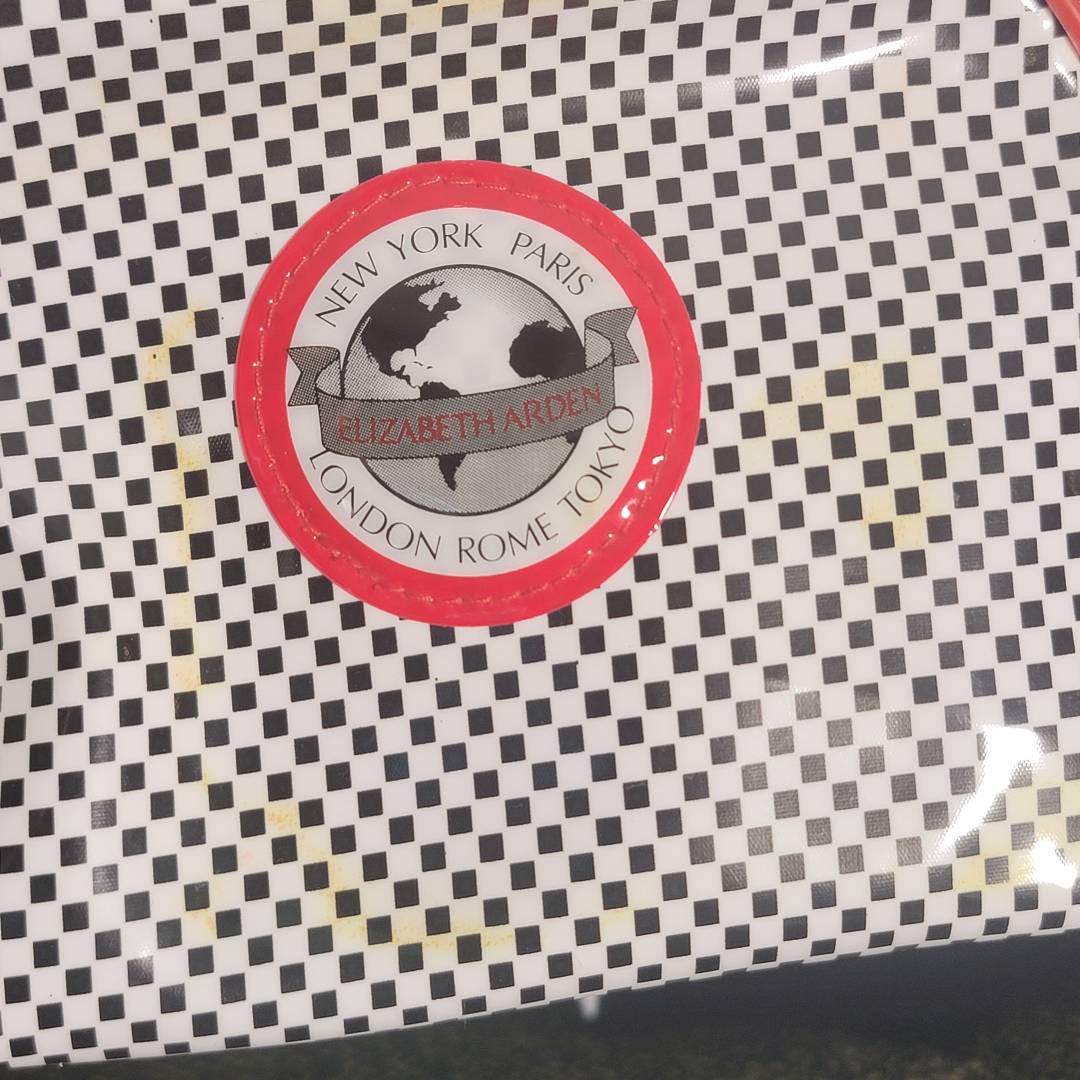 NEW YORK PARIS
ELIZABETH ARDEN
LONDON ROME TOKYO